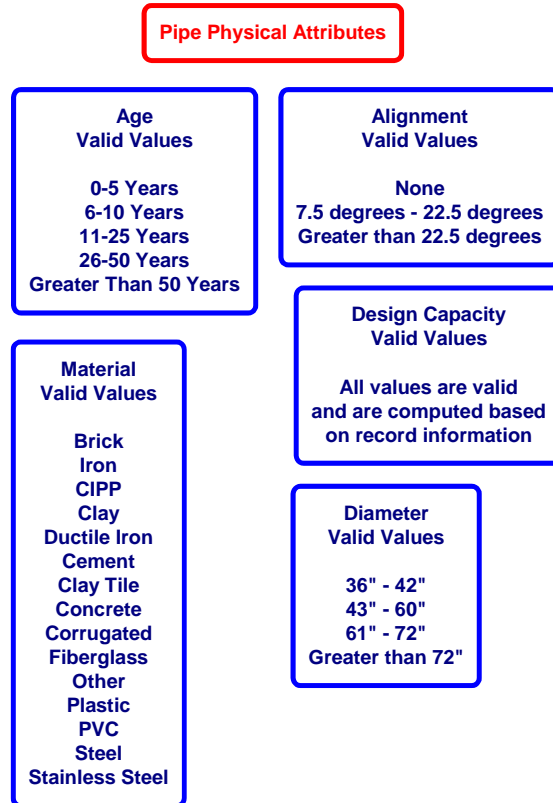 Pipe Physical Attributes
Age
Valid Values
0-5 Years
6-10 Years
11-25 Years
26-50 Years
Greater Than 50 Years
Alignment
Valid Values
None
7.5 degrees - 22.5 degrees
Greater than 22.5 degrees
Design Capacity
Valid Values
All values are valid
and are computed based
on record information
Material
Valid Values
Brick
Iron
CIPP
Clay
Ductile Iron
Cement
Clay Tile
Concrete
Corrugated
Fiberglass
Other
Plastic
PVC
Steel
Stainless Steel
Diameter
Valid Values
36" - 42"
43" - 60"
61" - 72"
Greater than 72"